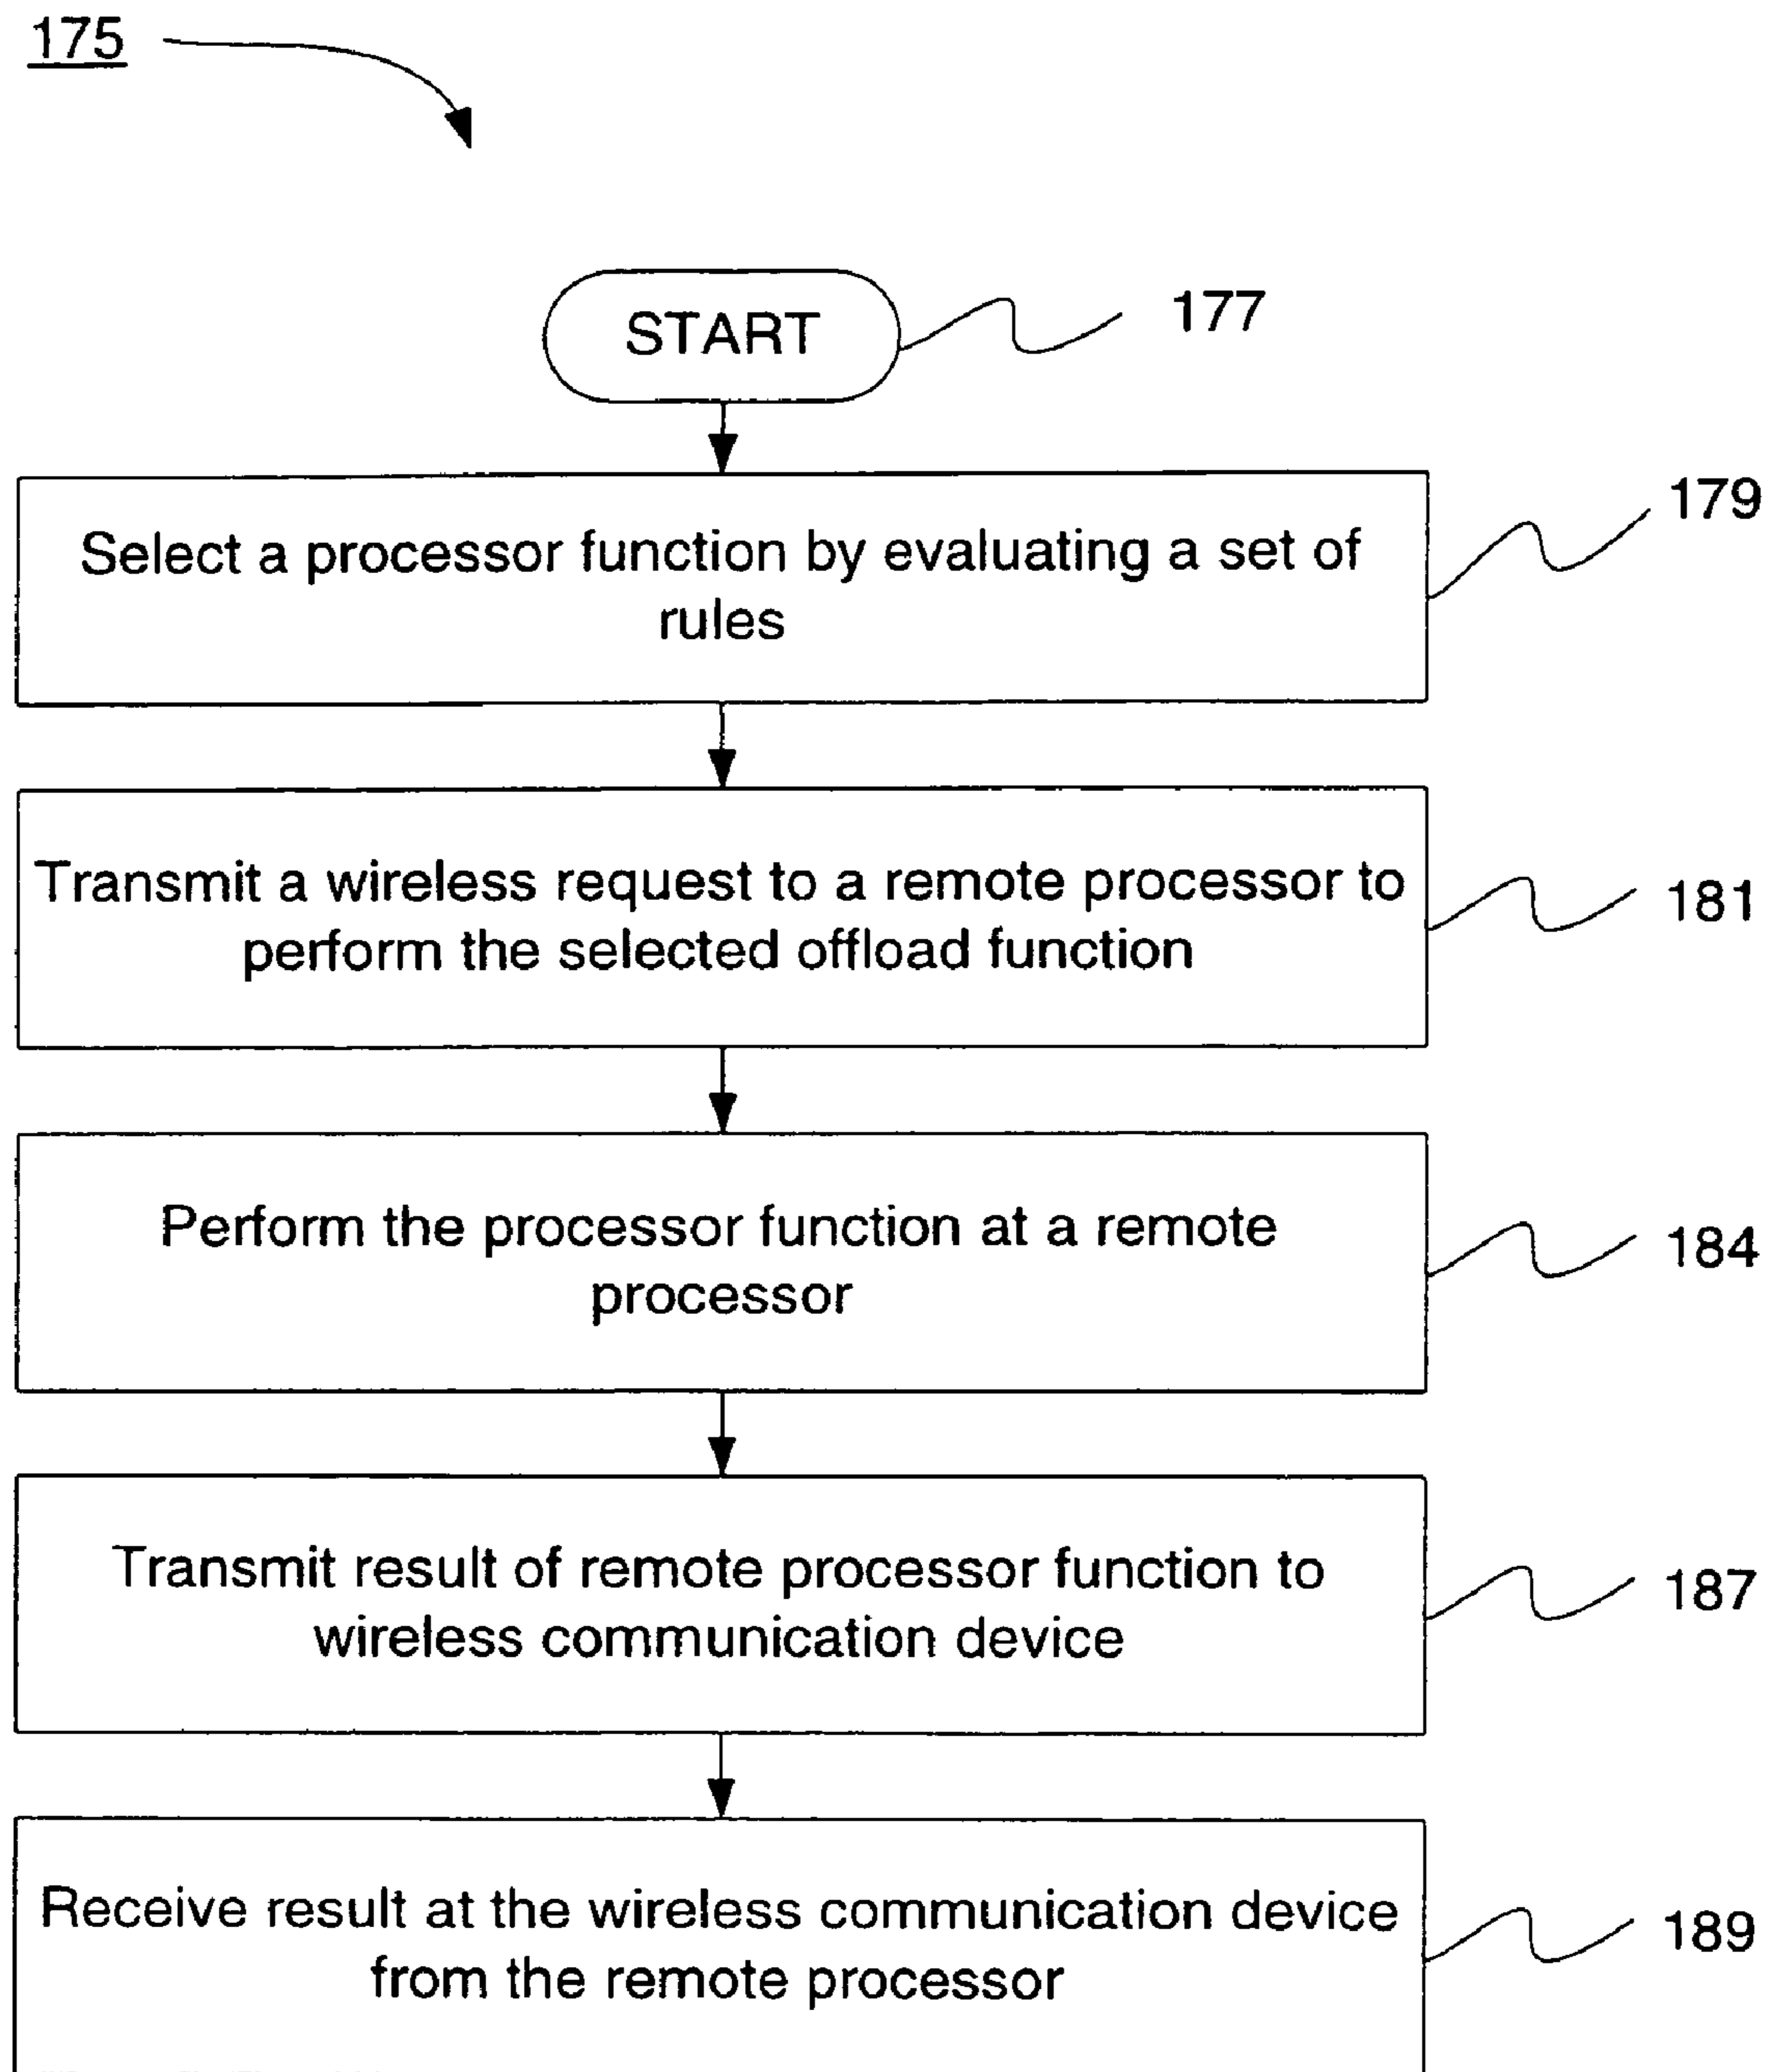 175
START
177
Select a processor function by evaluating a set of
rules
179
Transmit a wireless request to a remote processor to
perform the selected offload function
181
Perform the processor function at a remote
processor
184
Transmit result of remote processor function to
wireless communication device
187
Receive result at the wireless communication device
from the remote processor
189